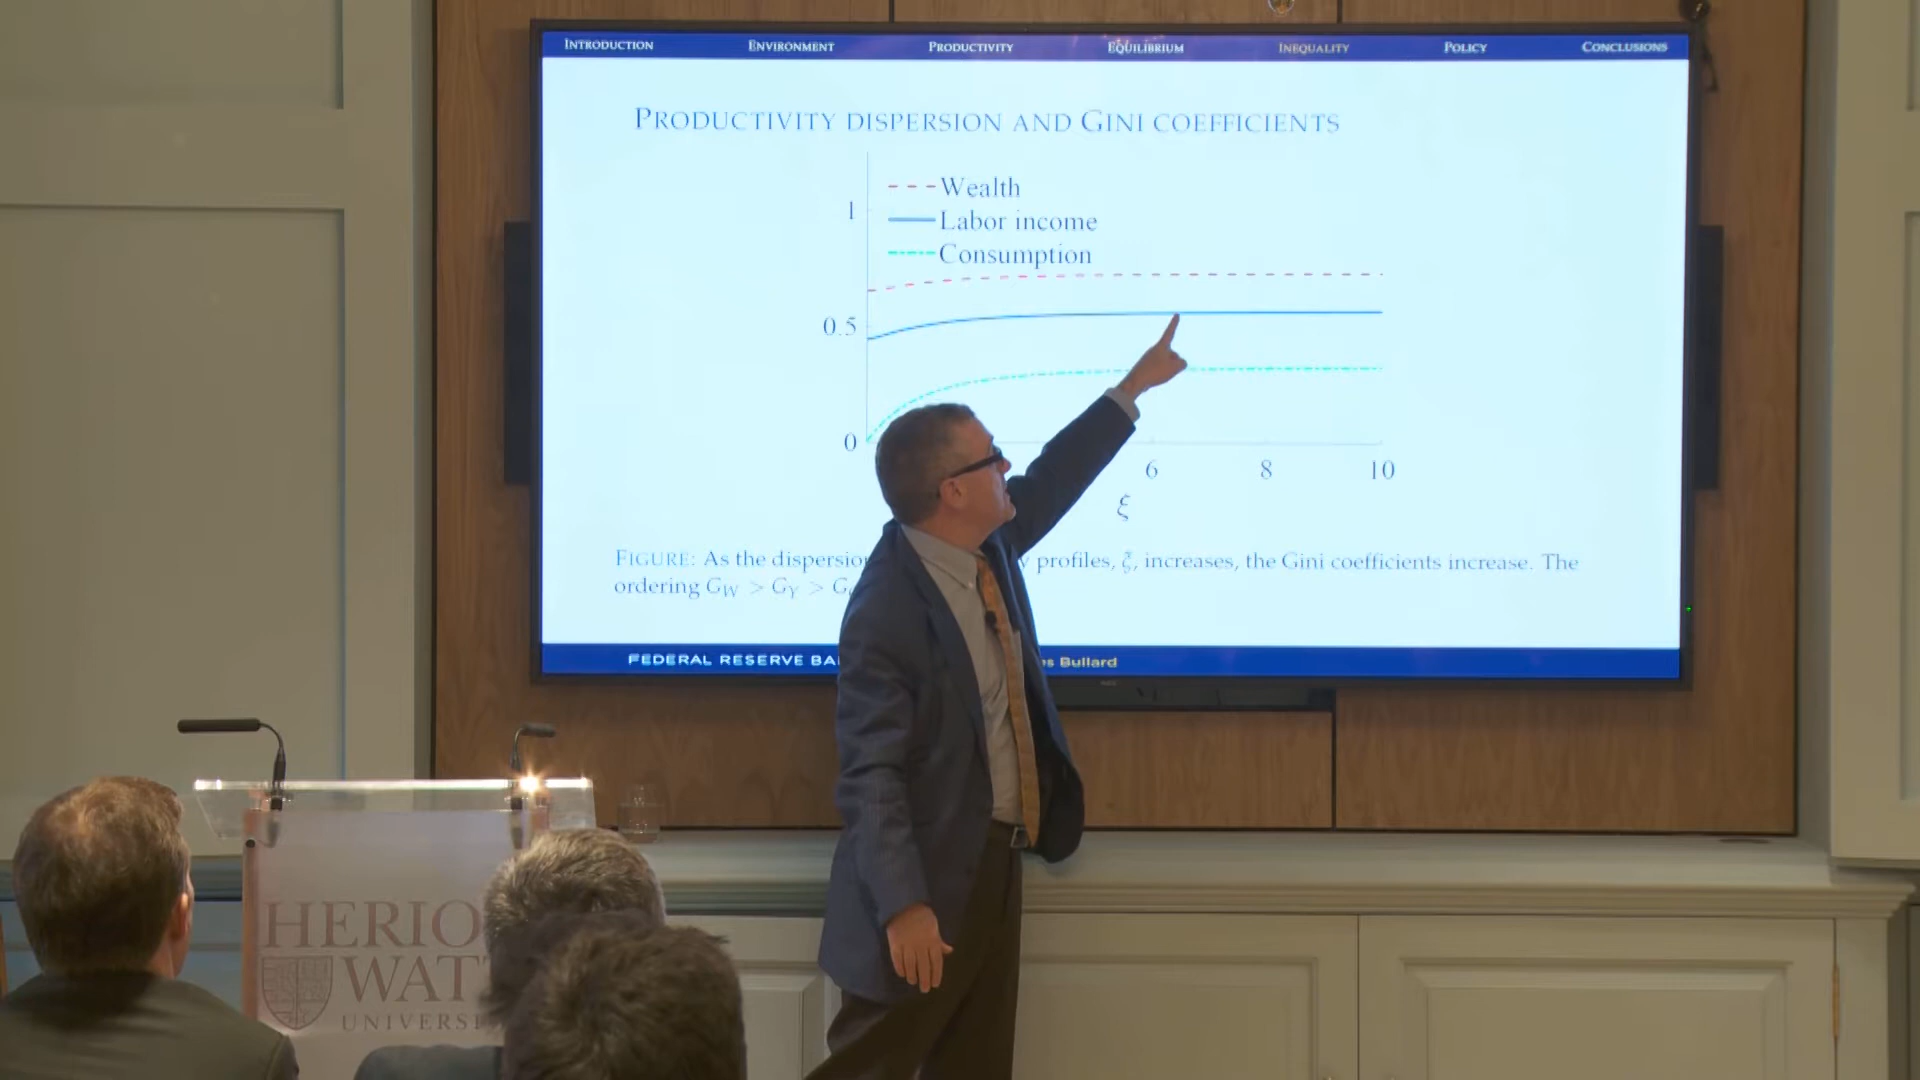 INTRODUCTION ENVIRONMENT PRODUCTIVITY EQUILIBRIUM INEQUALITY POLICY CONCLUSIONS
PRODUCTIVITY DISPERSION AND GINI COEFFICIENTS
Wealth
1
Labor income
Consumption
0.5
0
6 8 10
ξ
FIGURE: As the dispersion profiles, ξ, increases, the Gini coefficients increase. The
ordering G_W > G_Y > G
FEDERAL RESERVE Bullard
HERIO
WAT
UNIVERS